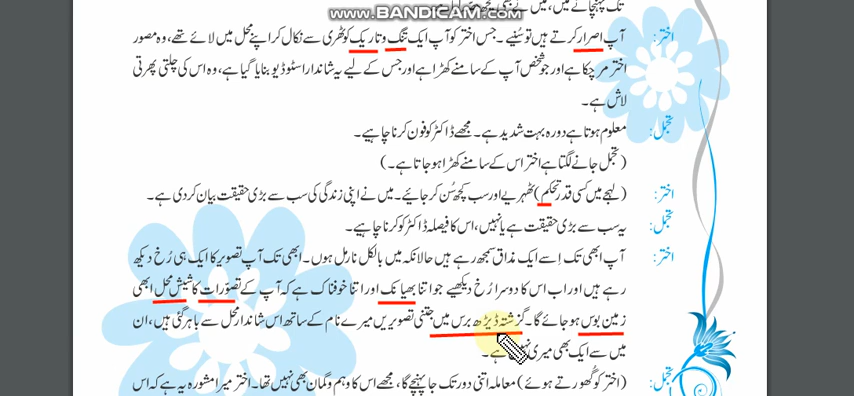 WWW.BANDICAM.COM
تک پہنچانے میں، میں نے بھی
اختر: آپ اصرار کرتے ہیں تو سنیے۔ جس اختر کو آپ ایک تنگ و تاریک کوٹھری سے نکال کر اپنے محل میں لائے تھے، وہ مصور
اختر مر چکا ہے اور جو شخص آپ کے سامنے کھڑا ہے اور جس کے لیے یہ شاندار اسٹوڈیو بنایا گیا ہے، وہ اس کی چلتی پھرتی
لاش ہے۔
تجمل: معلوم ہوتا ہے دورہ بہت شدید ہے۔ مجھے ڈاکٹر کو فون کرنا چاہیے۔
(تجمل جانے لگتا ہے اختر اس کے سامنے کھڑا ہو جاتا ہے۔)
اختر: (لہجے میں کسی قدر تحکم) ٹھہریے اور سب کچھ سُن کر جائیے۔ میں نے اپنی زندگی کی سب سے بڑی حقیقت بیان کر دی ہے۔
تجمل: یہ سب سے بڑی حقیقت ہے یا نہیں، اس کا فیصلہ ڈاکٹر کو کرنا چاہیے۔
اختر: آپ ابھی تک اِسے ایک مذاق سمجھ رہے ہیں حالانکہ میں بالکل نارمل ہوں۔ ابھی تک آپ تصویر کا ایک ہی رُخ دیکھ
رہے ہیں اور اب اس کا دوسرا رُخ دیکھیے جو اتنا بھیانک اور اتنا خوفناک ہے کہ آپ کے تصوّرات کا شیش محل ابھی
زمین بوس ہو جائے گا۔ گزشتہ ڈیڑھ برس میں جتنی تصویریں میرے نام کے ساتھ اس شاندار محل سے باہر گئی ہیں، ان
میں سے ایک بھی میری نہیں ہے۔
تجمل: (اختر کو گھورتے ہوئے) معاملہ اتنی دور تک جا پہنچے گا، مجھے اس کا وہم و گمان بھی نہیں تھا۔ اختر میرا مشورہ یہ ہے کہ اس